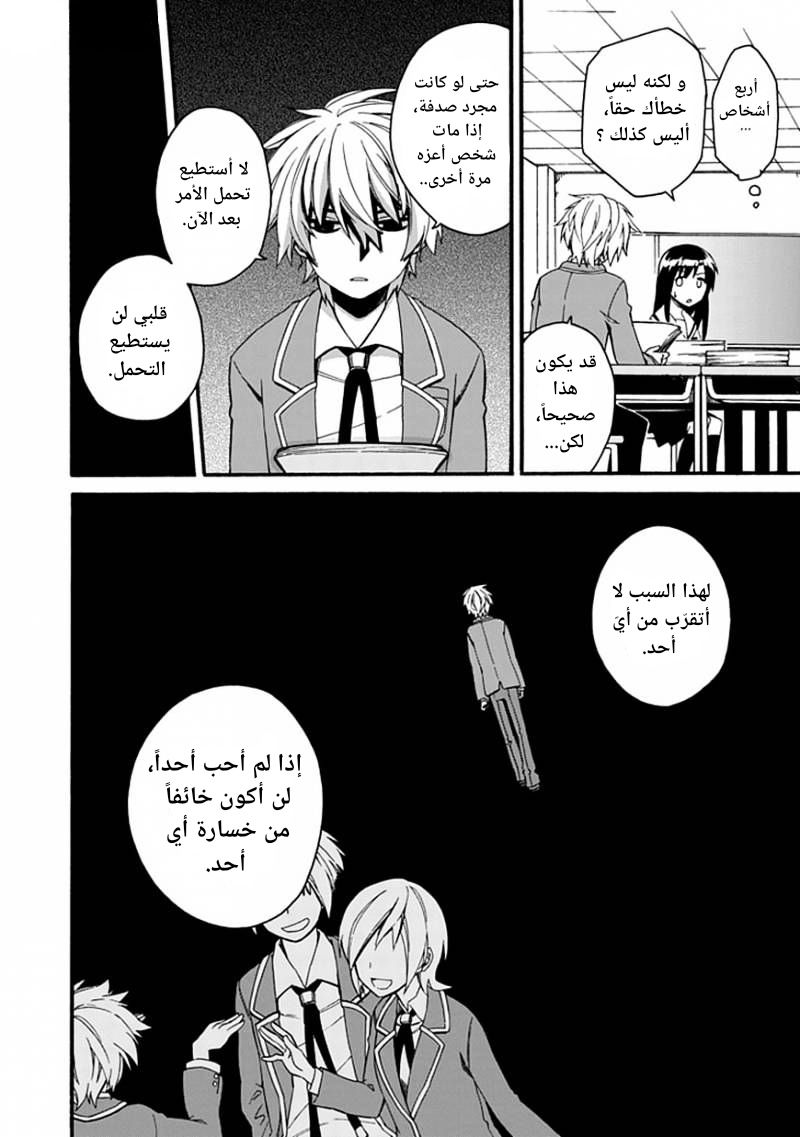 أربع
أشخاص
...
و لكنه ليس
خطأك حقاً،
أليس كذلك ؟
قد يكون
هذا
صحيحاً،
لكن...
حتى لو كانت
مجرد صدفة،
إذا مات
شخص أعزه
مرة أخرى..
لا أستطيع
تحمل الأمر
بعد الآن.
قلبي لن
يستطيع
التحمل.
لهذا السبب لا
أتقرّب من أيَ
أحد.
إذا لم أحب أحداً،
لن أكون خائفاً
من خسارة أي
أحد.